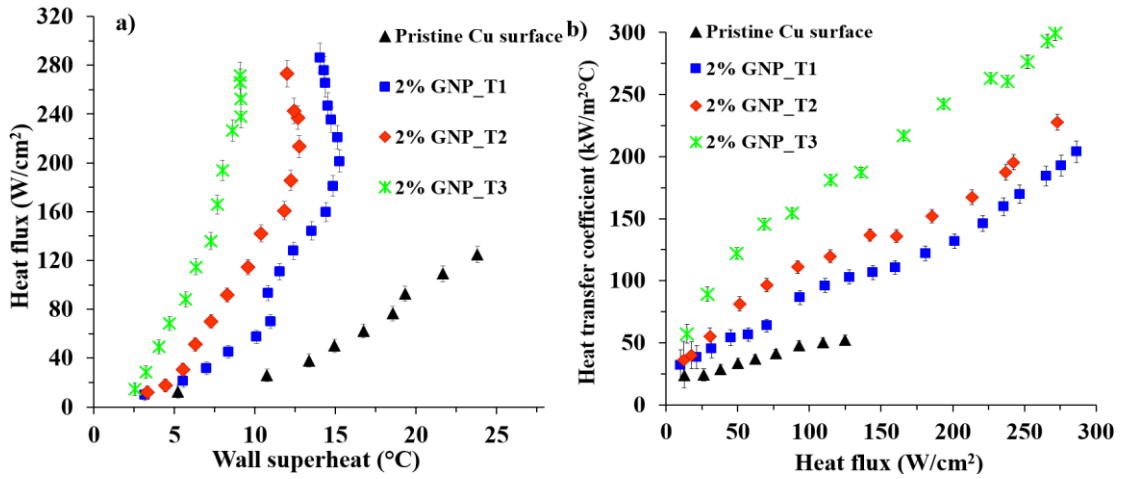 a)
320
280
240
200
160
120
80
40
0
Heat flux (W/cm²)
0 5 10 15 20 25
Wall superheat (°C)
Pristine Cu surface
2% GNP_T1
2% GNP_T2
2% GNP_T3
b)
300
250
200
150
100
50
0
Heat transfer coefficient (kW/m²°C)
0 50 100 150 200 250 300
Heat flux (W/cm²)
Pristine Cu surface
2% GNP_T1
2% GNP_T2
2% GNP_T3